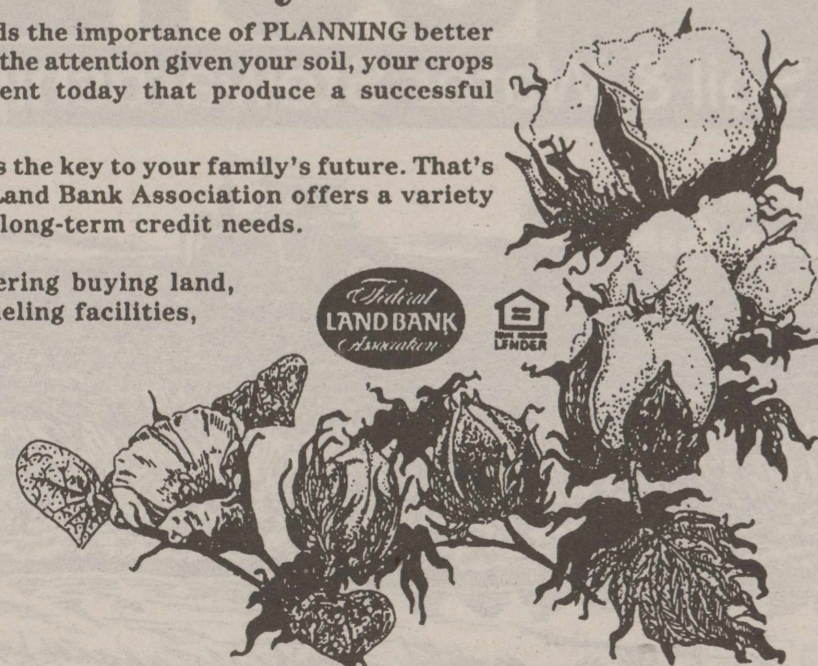 ds the importance of PLANNING better
the attention given your soil, your crops
ent today that produce a successful
s the key to your family's future. That's
Land Bank Association offers a variety
long-term credit needs.
ering buying land,
eling facilities,
Federal
LAND BANK
Association
LENDER